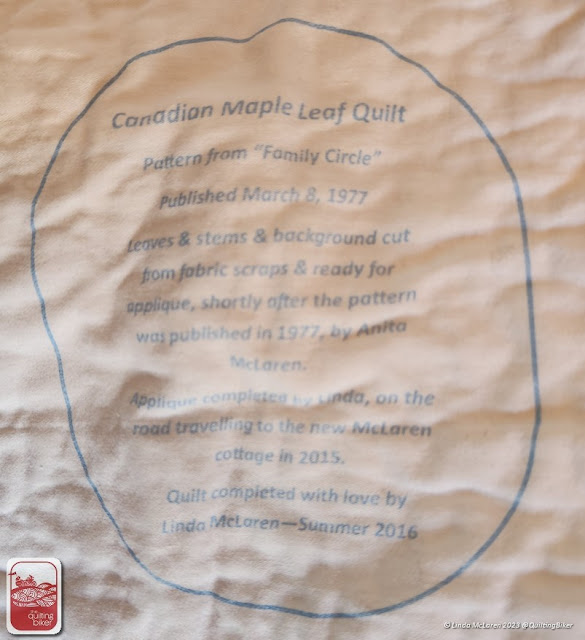 Canadian Maple Leaf Quilt
Pattern from "Family Circle"
Published March 8, 1977
Leaves & stems & background cut
from fabric scraps & ready for
applique, shortly after the pattern
was published in 1977, by Anita
McLaren.
Applique completed by Linda, on the
road travelling to the new McLaren
cottage in 2015.
Quilt completed with love by
Linda McLaren—Summer 2016
the
quilting
biker
© Linda McLaren 2023 @QuiltingBiker